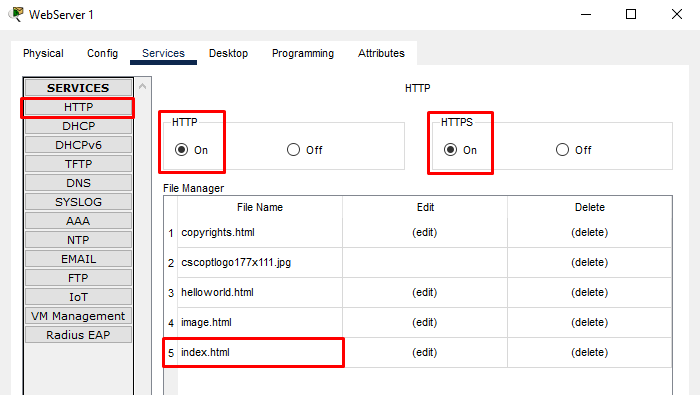 WebServer 1
Physical Config Services Desktop Programming Attributes
SERVICES
HTTP
DHCP
DHCPv6
TFTP
DNS
SYSLOG
AAA
NTP
EMAIL
FTP
IoT
VM Management
Radius EAP
HTTP
HTTP
On Off
HTTPS
On Off
File Manager
File Name Edit Delete
1 copyrights.html (edit) (delete)
2 cscoptlogo177x111.jpg (delete)
3 helloworld.html (edit) (delete)
4 image.html (edit) (delete)
5 index.html (edit) (delete)